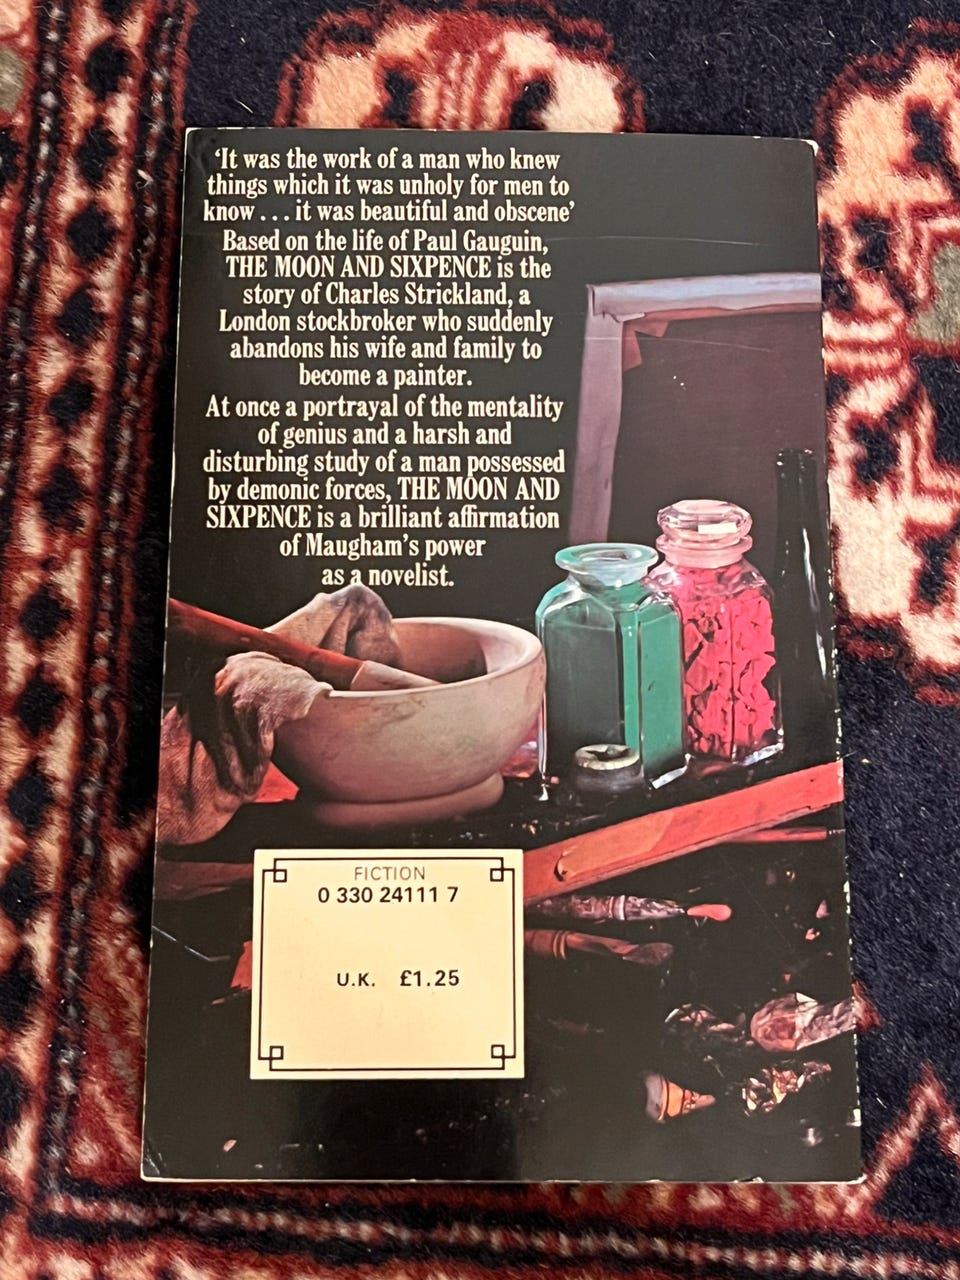 ‘It was the work of a man who knew
things which it was unholy for men to
know . . . it was beautiful and obscene’
Based on the life of Paul Gauguin,
THE MOON AND SIXPENCE is the
story of Charles Strickland, a
London stockbroker who suddenly
abandons his wife and family to
become a painter.
At once a portrayal of the mentality
of genius and a harsh and
disturbing study of a man possessed
by demonic forces, THE MOON AND
SIXPENCE is a brilliant affirmation
of Maugham’s power
as a novelist.
FICTION
0 330 24111 7
U.K. £1.25